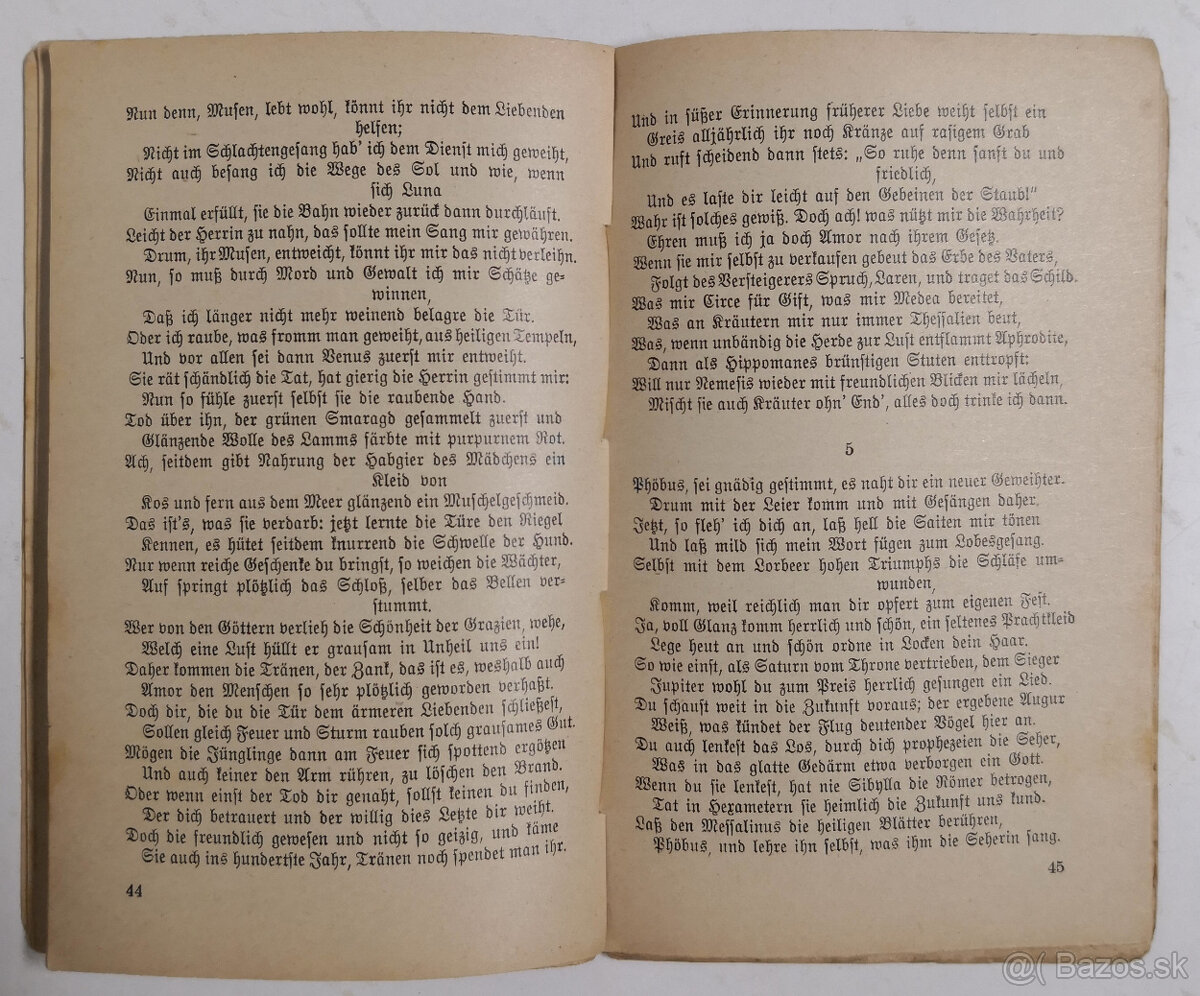 Nun denn, Musen, lebt wohl, könnt ihr nicht dem Liebenden
helfen;
Nicht im Schlachtengesang hab' ich dem Dienst mich geweiht,
Nicht auch besang ich die Wege des Sol und wie, wenn
sich Luna
Einmal erfüllt, sie die Bahn wieder zurück dann durchläuft.
Leicht der Herrin zu nahn, das sollte mein Sang mir gewähren.
Drum, ihr Musen, entweicht, könnt ihr mir das nicht verleihn.
Nun, so muß durch Mord und Gewalt ich mir Schätze ge-
winnen,
Daß ich länger nicht mehr weinend belagre die Tür.
Oder ich raube, was fromm man geweiht, aus heiligen Tempeln,
Und vor allen sei dann Venus zuerst mir entweiht.
Sie rät schändlich die Tat, hat gierig die Herrin gestimmt mir:
Nun so fühle zuerst selbst sie die raubende Hand.
Tod über ihn, der grünen Smaragd gesammelt zuerst und
Glänzende Wolle des Lamms färbte mit purpurnem Rot.
Ach, seitdem gibt Nahrung der Habgier des Mädchens ein
Kleid von
Kos und fern aus dem Meer glänzend ein Muschelgeschmeid.
Das ist's, was sie verdarb: jetzt lernte die Türe den Riegel
Kennen, es hütet seitdem knurrend die Schwelle der Hund.
Nur wenn reiche Geschenke du bringst, so weichen die Wächter,
Auf springt plötzlich das Schloß, selber das Bellen ver-
stummt.
Wer von den Göttern verlieh die Schönheit der Grazien, wehe,
Welch eine Lust hüllt er grausam in Unheil uns ein!
Daher kommen die Tränen, der Zank, das ist es, weshalb auch
Amor den Menschen so sehr plötzlich geworden verhaßt.
Doch dir, die du die Tür dem ärmeren Liebenden schließest,
Sollen gleich Feuer und Sturm rauben solch grausames Gut.
Mögen die Jünglinge dann am Feuer sich spottend ergötzen
Und auch keiner den Arm rühren, zu löschen den Brand.
Oder wenn einst der Tod dir genaht, sollst keinen du finden,
Der dich betrauert und der willig dies Letzte dir weiht.
Doch die freundlich gewesen und nicht so geizig, und käme
Sie auch ins hundertste Jahr, Tränen noch spendet man ihr.
44
Und in süßer Erinnerung früherer Liebe weiht selbst ein
Greis alljährlich ihr noch Kränze auf rasigem Grab
Und ruft scheidend dann stets: „So ruhe denn sanft du und
friedlich,
Und es laste dir leicht auf den Gebeinen der Staub!"
Wahr ist solches gewiß. Doch ach! was nützt mir die Wahrheit?
Ehren muß ich ja doch Amor nach ihrem Gesetz.
Wenn sie mir selbst zu verkaufen gebeut das Erbe des Vaters,
Folgt des Versteigerers Spruch, Laren, und traget das Schild.
Was mir Circe für Gift, was mir Medea bereitet,
Was an Kräutern mir nur immer Thessalien beut,
Was, wenn unbändig die Herde zur Lust entflammt Aphrodite,
Dann als Hippomanes brünstigen Stuten enttropft:
Will nur Nemesis wieder mit freundlichen Blicken mir lächeln,
Mischt sie auch Kräuter ohn' End', alles doch trinke ich dann.
5
Phöbus, sei gnädig gestimmt, es naht dir ein neuer Geweihter.
Drum mit der Leier komm und mit Gesängen daher.
Jetzt, so fleh' ich dich an, laß hell die Saiten mir tönen
Und laß mild sich mein Wort fügen zum Lobesgesang.
Selbst mit dem Lorbeer hohen Triumphs die Schläfe um-
wunden,
Komm, weil reichlich man dir opfert zum eigenen Fest.
Ja, voll Glanz komm herrlich und schön, ein seltenes Prachtkleid
Lege heut an und schön ordne in Locken dein Haar.
So wie einst, als Saturn vom Throne vertrieben, dem Sieger
Jupiter wohl du zum Preis herrlich gesungen ein Lied.
Du schaust weit in die Zukunft voraus; der ergebene Augur
Weiß, was kündet der Flug deutender Vögel hier an.
Du auch lenkest das Los, durch dich prophezeien die Seher,
Was in das glatte Gedärm etwa verborgen ein Gott.
Wenn du sie lenkest, hat nie Sibylla die Römer betrogen,
Tat in Hexametern sie heimlich die Zukunft uns kund.
Laß den Messalinus die heiligen Blätter berühren,
Phöbus, und lehre ihn selbst, was ihm die Seherin sang.
45
@( Bazos.sk